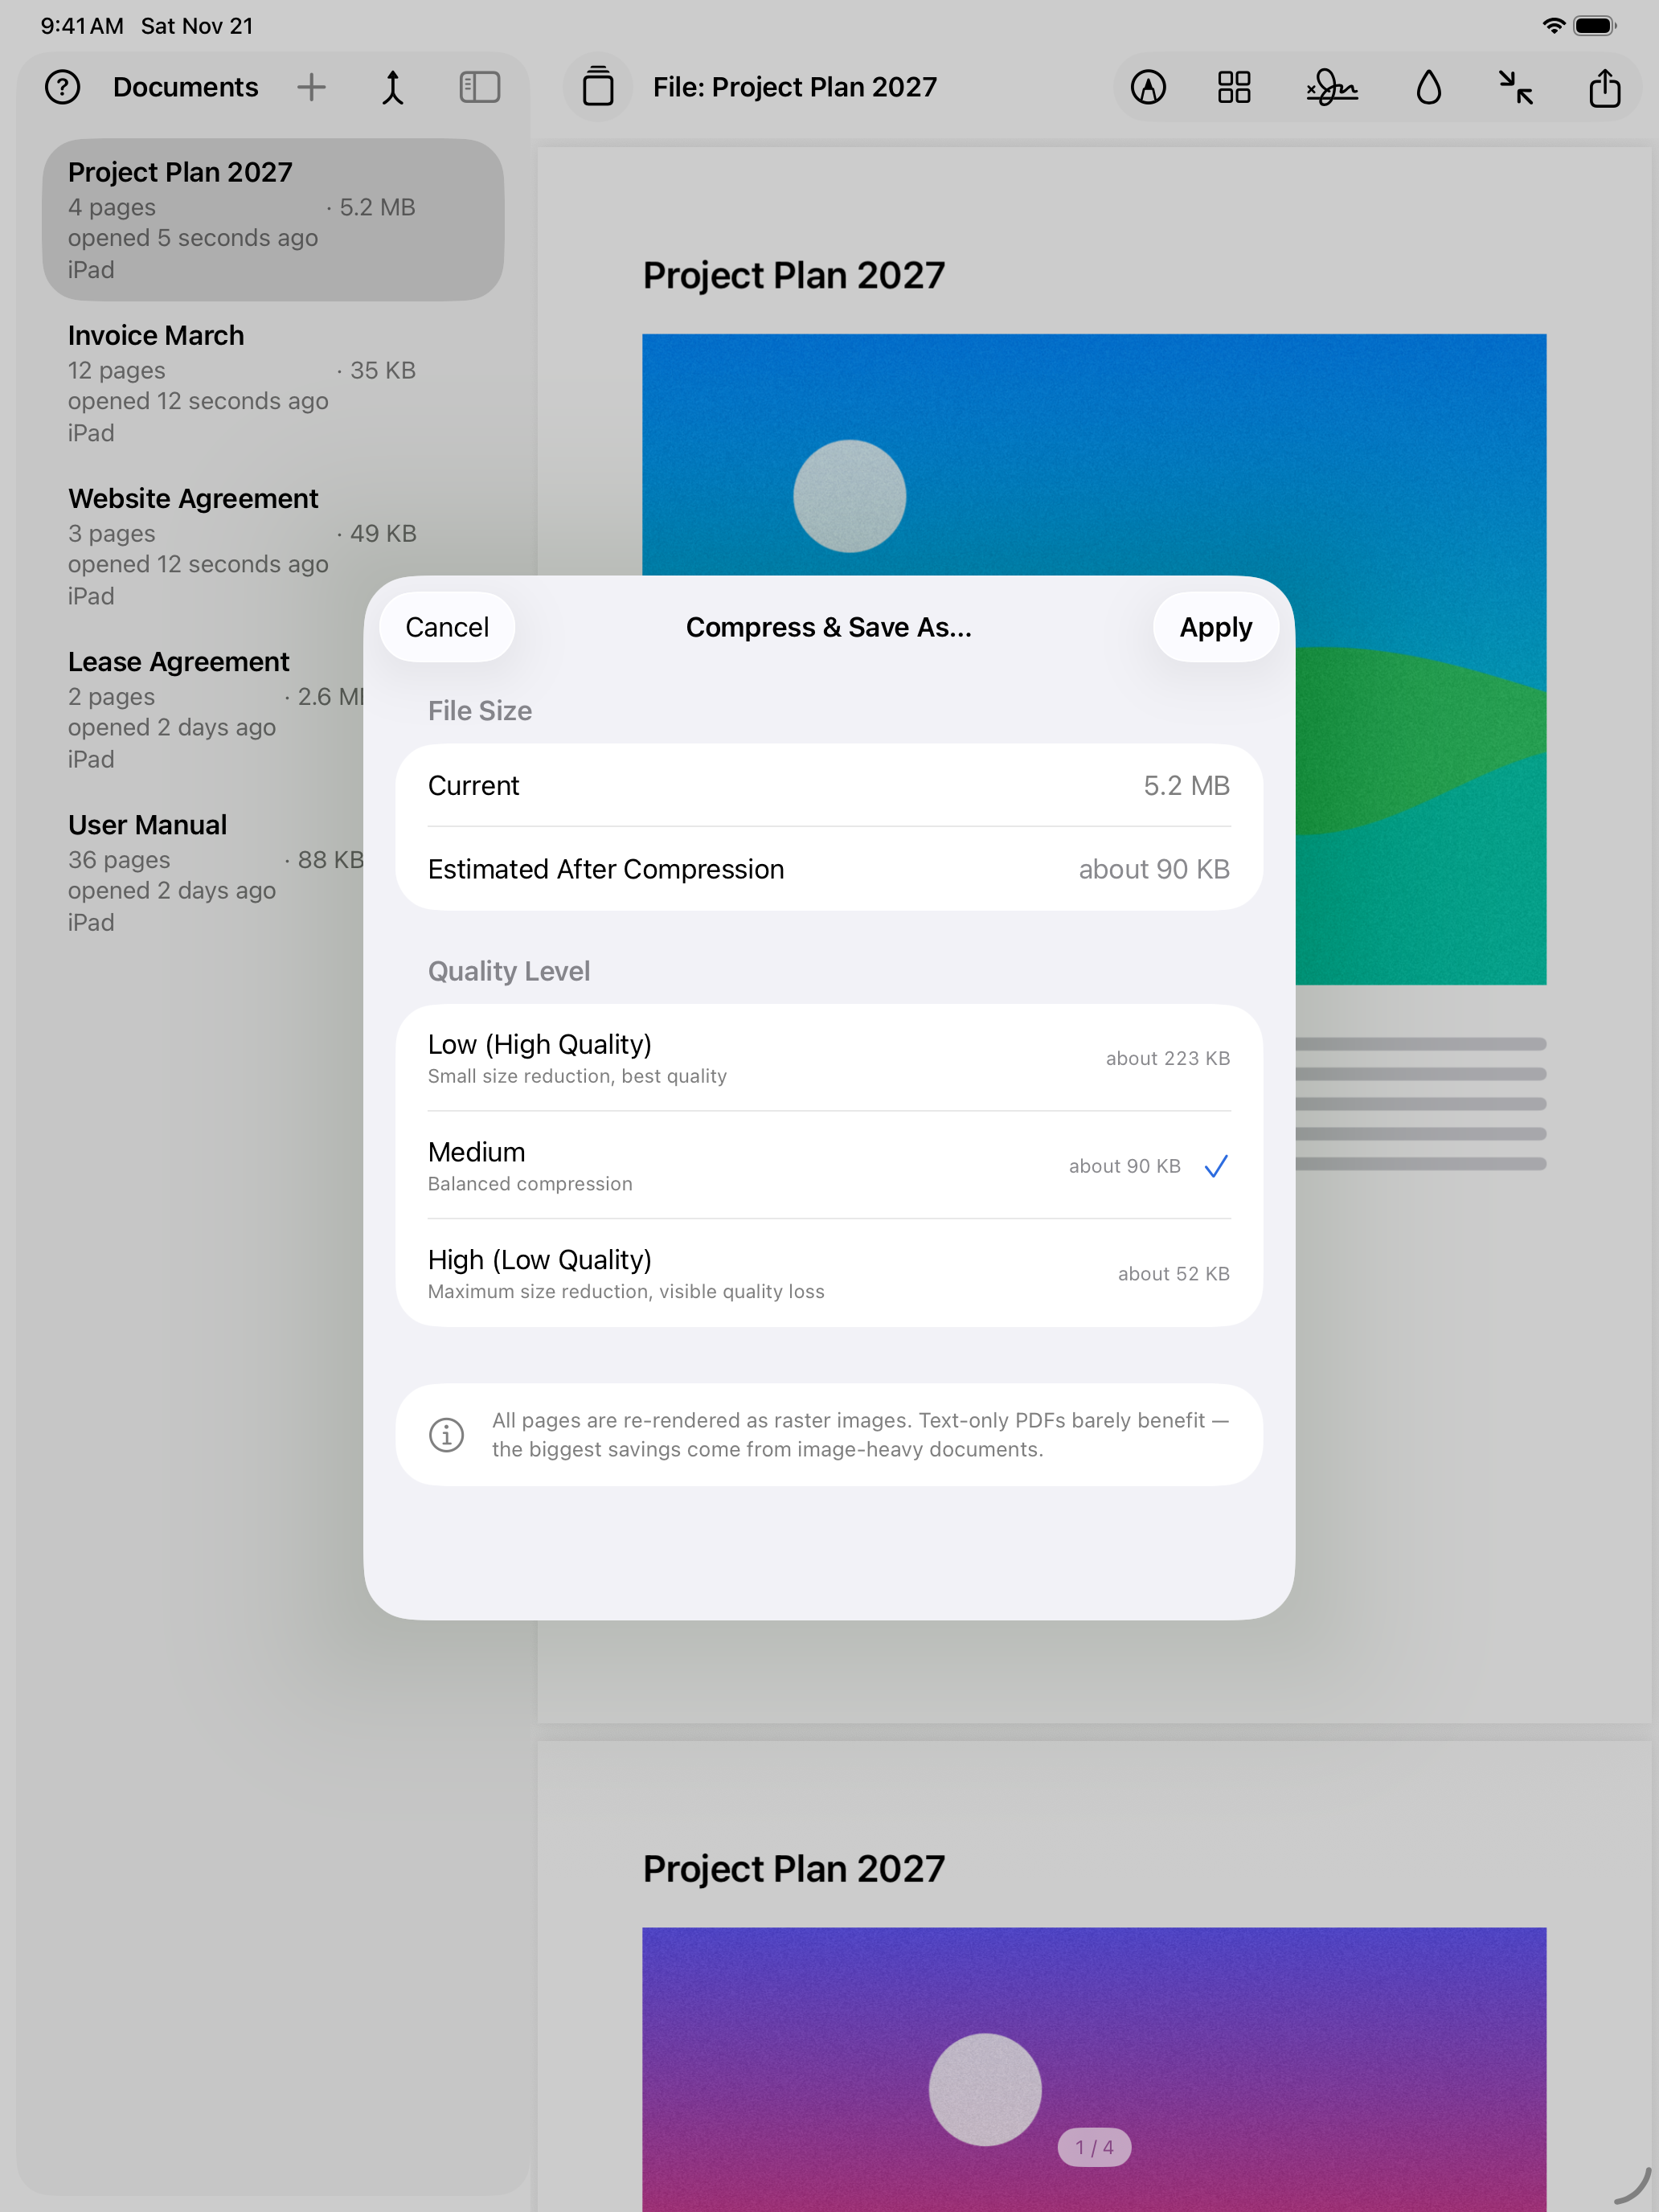 9:41 AM Sat Nov 21
Documents
File: Project Plan 2027
Project Plan 2027
4 pages · 5.2 MB
opened 5 seconds ago
iPad
Invoice March
12 pages · 35 KB
opened 12 seconds ago
iPad
Website Agreement
3 pages · 49 KB
opened 12 seconds ago
iPad
Lease Agreement
2 pages · 2.6
opened 2 days ago
iPad
User Manual
36 pages · 88 KB
opened 2 days ago
iPad
Project Plan 2027
Cancel
Compress & Save As...
Apply
File Size
Current 5.2 MB
Estimated After Compression about 90 KB
Quality Level
Low (High Quality)
Small size reduction, best quality
about 223 KB
Medium
Balanced compression
about 90 KB
High (Low Quality)
Maximum size reduction, visible quality loss
about 52 KB
All pages are re-rendered as raster images. Text-only PDFs barely benefit —
the biggest savings come from image-heavy documents.
Project Plan 2027
1 / 4